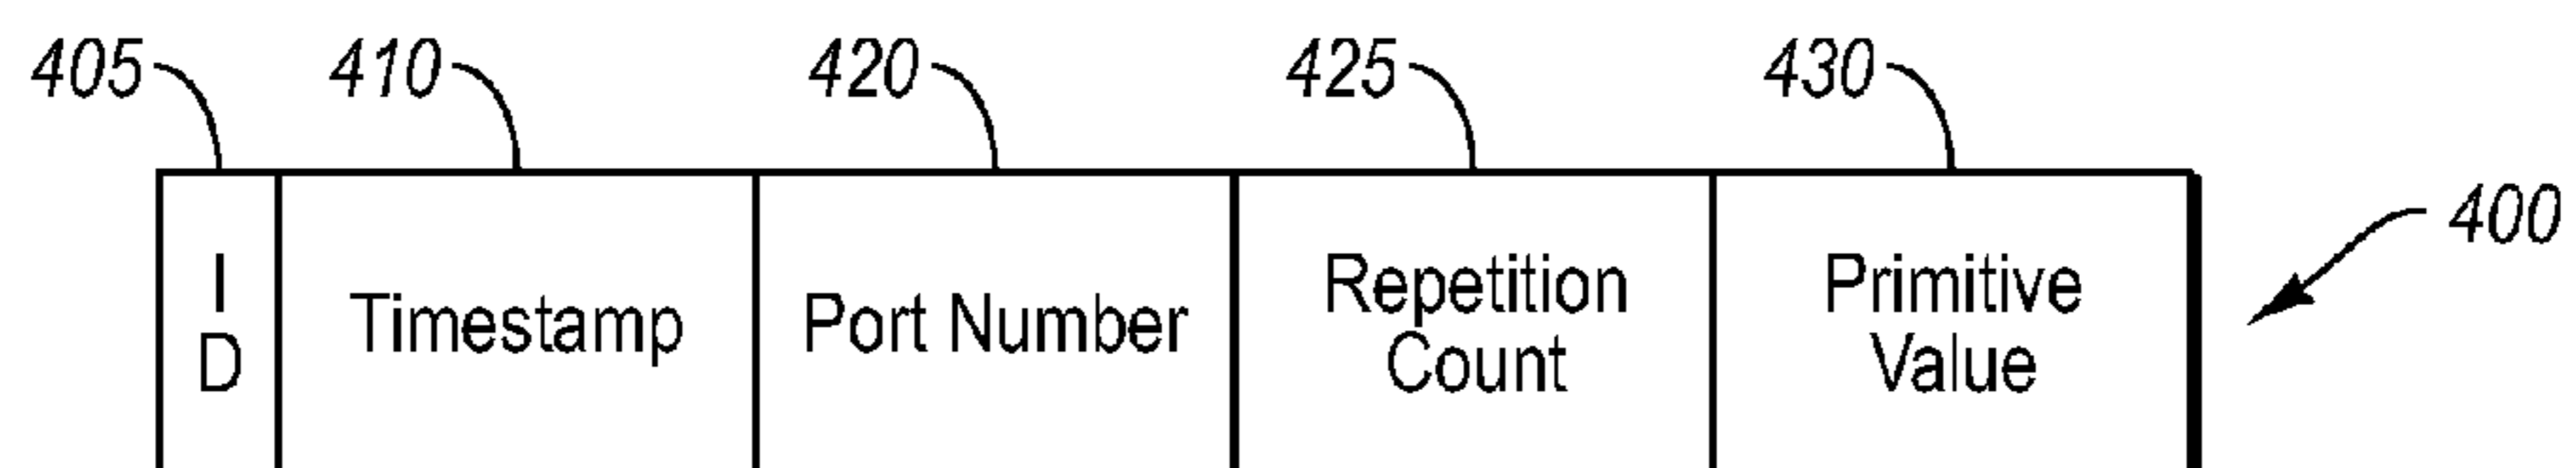 405 410 420 425 430
400
I
D
Timestamp
Port Number
Repetition
Count
Primitive
Value